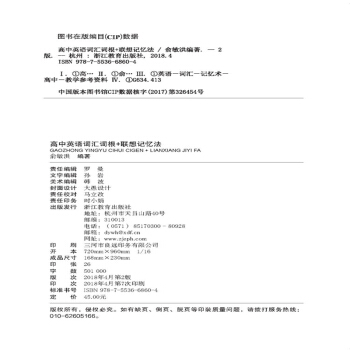 图书在版编目(CIP)数据
高中英语词汇词根+联想记忆法 / 俞敏洪编著. — 2
版. — 杭州 : 浙江教育出版社, 2018.4
ISBN 978-7-5536-6860-4
Ⅰ. ①高… Ⅱ. ①俞… Ⅲ. ①英语—词汇—记忆术—
高中—教学参考资料 Ⅳ. ①G634.413
中国版本图书馆CIP数据核字(2017)第326454号
高中英语词汇词根+联想记忆法
GAOZHONG YINGYU CIHUI CIGEN + LIANXIANG JIYI FA
俞敏洪 编著
责任编辑 罗 曼
文字编辑 孙 岩
美术编辑 韩 波
封面设计 大愚设计
责任校对 马立改
责任印务 时小娟
出版发行 浙江教育出版社
地址: 杭州市天目山路40号
邮编: 310013
电话: (0571) 85170300 - 80928
邮箱: dywh@xdf.cn
网址: www.zjeph.com
印 刷 三河市良远印务有限公司
开 本 720mm×960mm 1/16
成品尺寸 168mm×230mm
印 张 26
字 数 501 000
版 次 2018年4月第2版
印 次 2018年4月第7次印刷
标准书号 ISBN 978-7-5536-6860-4
定 价 45.00元
版权所有, 侵权必究。如有缺页、倒页、脱页等印装质量问题, 请拨打服务热线:
010-62605166。